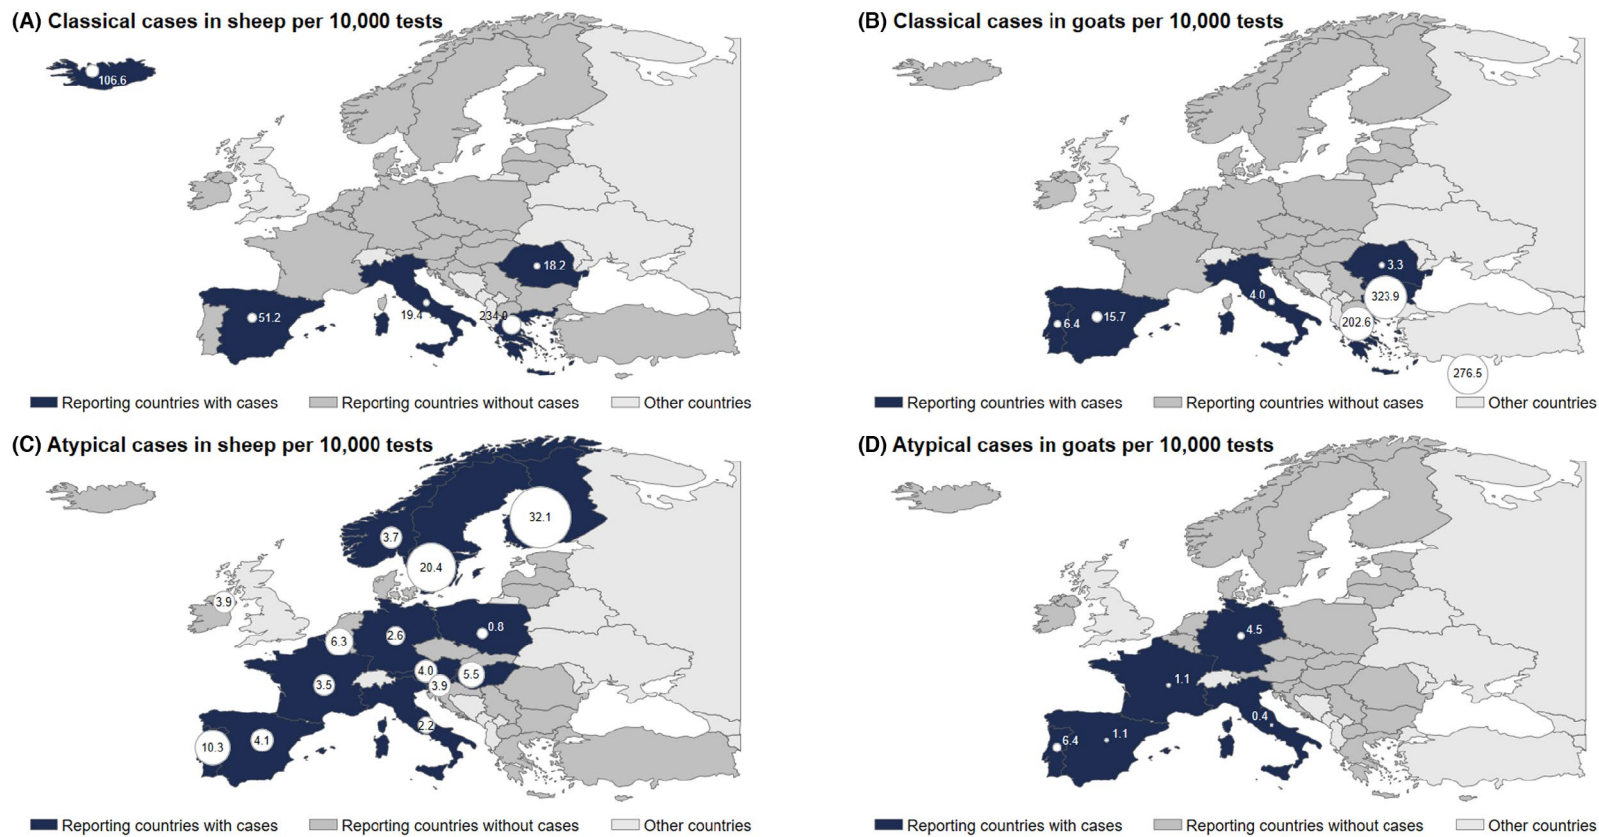 (A) Classical cases in sheep per 10,000 tests
106.6
18.2
51.2
19.4
234.0
Reporting countries with cases
Reporting countries without cases
Other countries
(B) Classical cases in goats per 10,000 tests
3.3
4.0
323.9
6.4
15.7
202.6
276.5
Reporting countries with cases
Reporting countries without cases
Other countries
(C) Atypical cases in sheep per 10,000 tests
32.1
3.7
20.4
3.9
6.3
2.6
0.8
4.0
5.5
3.5
3.9
2.2
10.3
4.1
Reporting countries with cases
Reporting countries without cases
Other countries
(D) Atypical cases in goats per 10,000 tests
4.5
1.1
0.4
6.4
1.1
Reporting countries with cases
Reporting countries without cases
Other countries